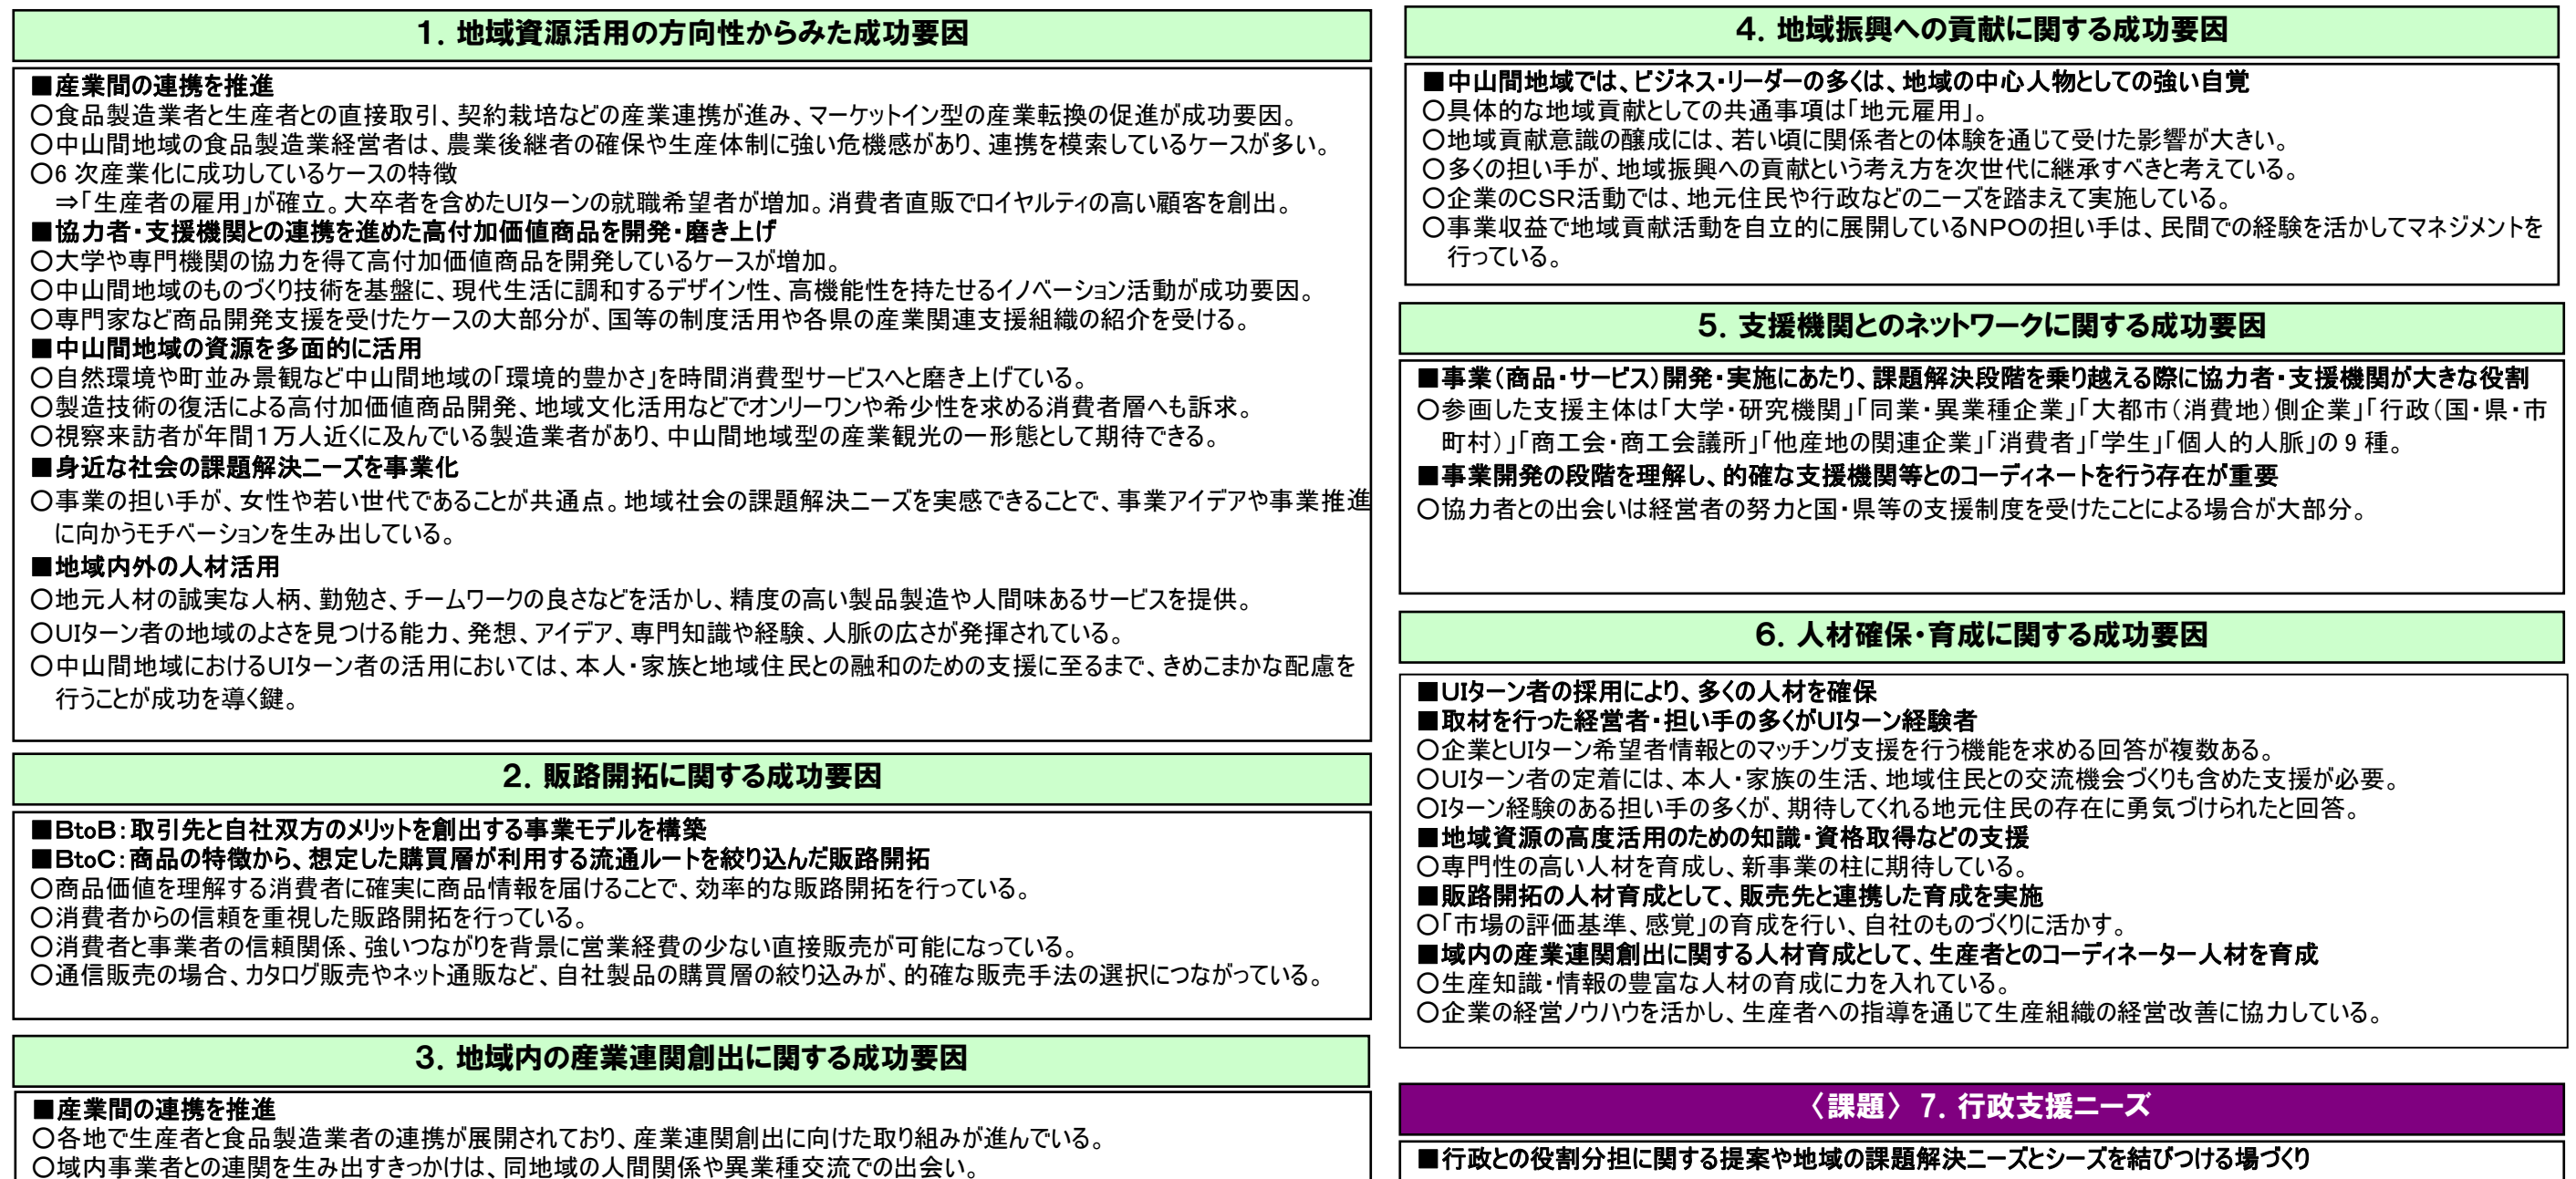 １．地域資源活用の方向性からみた成功要因
■産業間の連携を推進
○食品製造業者と生産者との直接取引、契約栽培などの産業連携が進み、マーケットイン型の産業転換の促進が成功要因。
○中山間地域の食品製造業経営者は、農業後継者の確保や生産体制に強い危機感があり、連携を模索しているケースが多い。
○6 次産業化に成功しているケースの特徴
⇒「生産者の雇用」が確立。大卒者を含めたUIターンの就職希望者が増加。消費者直販でロイヤルティの高い顧客を創出。
■協力者・支援機関との連携を進めた高付加価値商品を開発・磨き上げ
○大学や専門機関の協力を得て高付加価値商品を開発しているケースが増加。
○中山間地域のものづくり技術を基盤に、現代生活に調和するデザイン性、高機能性を持たせるイノベーション活動が成功要因。
○専門家など商品開発支援を受けたケースの大部分が、国等の制度活用や各県の産業関連支援組織の紹介を受ける。
■中山間地域の資源を多面的に活用
○自然環境や町並み景観など中山間地域の「環境的豊かさ」を時間消費型サービスへと磨き上げている。
○製造技術の復活による高付加価値商品開発、地域文化活用などでオンリーワンや希少性を求める消費者層へも訴求。
○視察来訪者が年間１万人近くに及んでいる製造業者があり、中山間地域型の産業観光の一形態として期待できる。
■身近な社会の課題解決ニーズを事業化
○事業の担い手が、女性や若い世代であることが共通点。地域社会の課題解決ニーズを実感できることで、事業アイデアや事業推進
に向かうモチベーションを生み出している。
■地域内外の人材活用
○地元人材の誠実な人柄、勤勉さ、チームワークの良さなどを活かし、精度の高い製品製造や人間味あるサービスを提供。
○UIターン者の地域のよさを見つける能力、発想、アイデア、専門知識や経験、人脈の広さが発揮されている。
○中山間地域におけるUIターン者の活用においては、本人・家族と地域住民との融和のための支援に至るまで、きめこまかな配慮を
行うことが成功を導く鍵。
２．販路開拓に関する成功要因
■BtoB：取引先と自社双方のメリットを創出する事業モデルを構築
■BtoC：商品の特徴から、想定した購買層が利用する流通ルートを絞り込んだ販路開拓
○商品価値を理解する消費者に確実に商品情報を届けることで、効率的な販路開拓を行っている。
○消費者からの信頼を重視した販路開拓を行っている。
○消費者と事業者の信頼関係、強いつながりを背景に営業経費の少ない直接販売が可能になっている。
○通信販売の場合、カタログ販売やネット通販など、自社製品の購買層の絞り込みが、的確な販売手法の選択につながっている。
３．地域内の産業連関創出に関する成功要因
■産業間の連携を推進
○各地で生産者と食品製造業者の連携が展開されており、産業連関創出に向けた取り組みが進んでいる。
○域内事業者との連関を生み出すきっかけは、同地域の人間関係や異業種交流での出会い。
４．地域振興への貢献に関する成功要因
■中山間地域では、ビジネス・リーダーの多くは、地域の中心人物としての強い自覚
○具体的な地域貢献としての共通事項は「地元雇用」。
○地域貢献意識の醸成には、若い頃に関係者との体験を通じて受けた影響が大きい。
○多くの担い手が、地域振興への貢献という考え方を次世代に継承すべきと考えている。
○企業のCSR活動では、地元住民や行政などのニーズを踏まえて実施している。
○事業収益で地域貢献活動を自立的に展開しているNPOの担い手は、民間での経験を活かしてマネジメントを
行っている。
５．支援機関とのネットワークに関する成功要因
■事業（商品・サービス）開発・実施にあたり、課題解決段階を乗り越える際に協力者・支援機関が大きな役割
○参画した支援主体は「大学・研究機関」「同業・異業種企業」「大都市（消費地）側企業」「行政（国・県・市
町村）」「商工会・商工会議所」「他産地の関連企業」「消費者」「学生」「個人的人脈」の 9 種。
■事業開発の段階を理解し、的確な支援機関等とのコーディネートを行う存在が重要
○協力者との出会いは経営者の努力と国・県等の支援制度を受けたことによる場合が大部分。
６．人材確保・育成に関する成功要因
■UIターン者の採用により、多くの人材を確保
■取材を行った経営者・担い手の多くがUIターン経験者
○企業とUIターン希望者情報とのマッチング支援を行う機能を求める回答が複数ある。
○UIターン者の定着には、本人・家族の生活、地域住民との交流機会づくりも含めた支援が必要。
○Iターン経験のある担い手の多くが、期待してくれる地元住民の存在に勇気づけられたと回答。
■地域資源の高度活用のための知識・資格取得などの支援
○専門性の高い人材を育成し、新事業の柱に期待している。
■販路開拓の人材育成として、販売先と連携した育成を実施
○「市場の評価基準、感覚」の育成を行い、自社のものづくりに活かす。
■域内の産業連関創出に関する人材育成として、生産者とのコーディネーター人材を育成
○生産知識・情報の豊富な人材の育成に力を入れている。
○企業の経営ノウハウを活かし、生産者への指導を通じて生産組織の経営改善に協力している。
〈課題〉７．行政支援ニーズ
■行政との役割分担に関する提案や地域の課題解決ニーズとシーズを結びつける場づくり